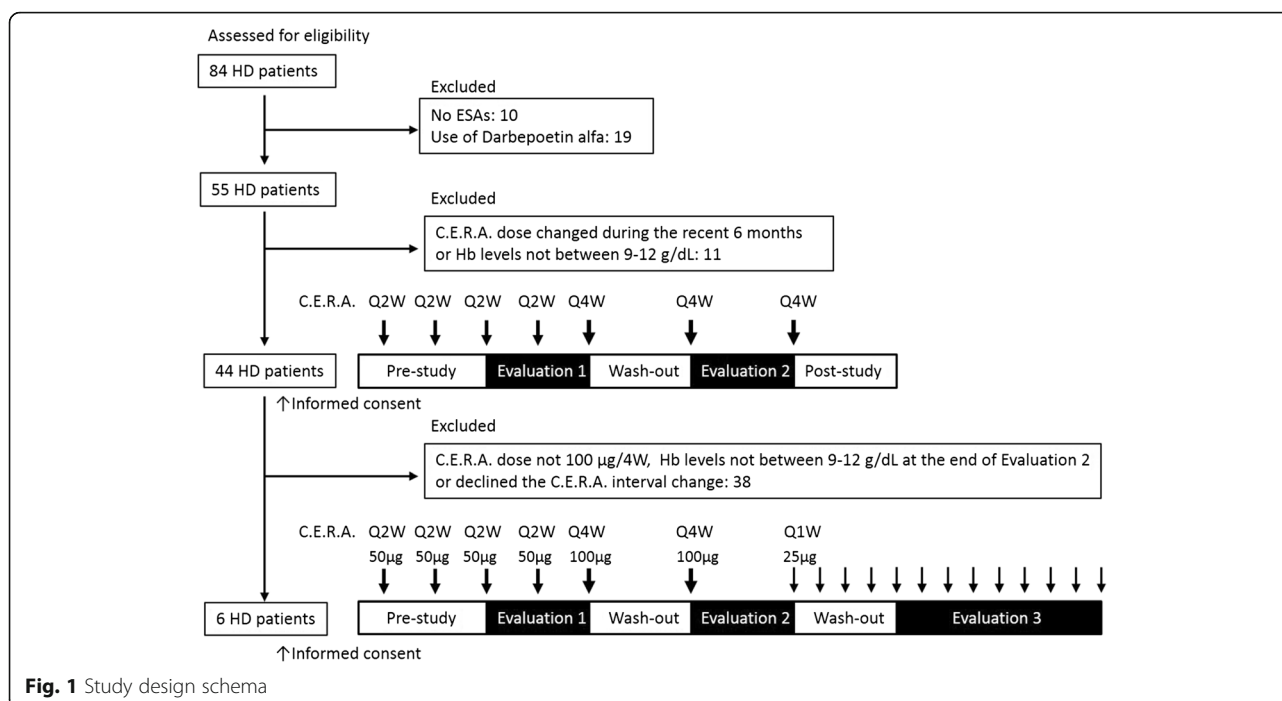 Assessed for eligibility
84 HD patients
Excluded
No ESAs: 10
Use of Darbepoetin alfa: 19
55 HD patients
Excluded
C.E.R.A. dose changed during the recent 6 months
or Hb levels not between 9-12 g/dL: 11
C.E.R.A. Q2W Q2W Q2W Q2W Q4W Q4W Q4W
44 HD patients
Pre-study Evaluation 1 Wash-out Evaluation 2 Post-study
↑Informed consent
Excluded
C.E.R.A. dose not 100 µg/4W, Hb levels not between 9-12 g/dL at the end of Evaluation 2
or declined the C.E.R.A. interval change: 38
C.E.R.A. Q2W Q2W Q2W Q2W Q4W Q4W Q1W
50µg 50µg 50µg 50µg 100µg 100µg 25µg
6 HD patients
Pre-study Evaluation 1 Wash-out Evaluation 2 Wash-out Evaluation 3
↑Informed consent
Fig. 1 Study design schema